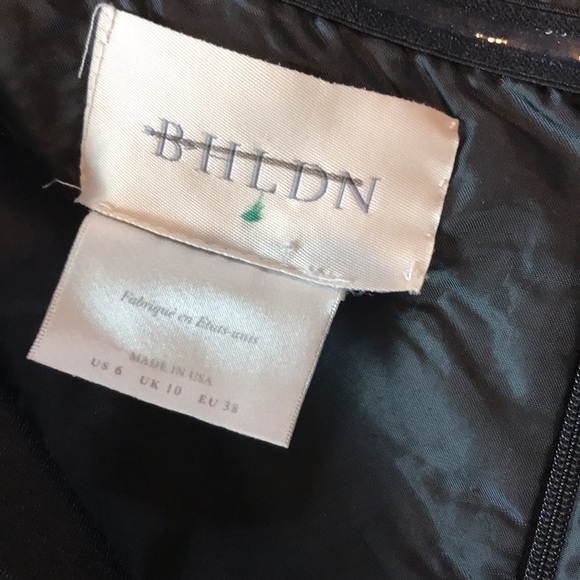 BHLDN
Fabriqué en États-unis
MADE IN USA
US 6 UK 10 EU 38